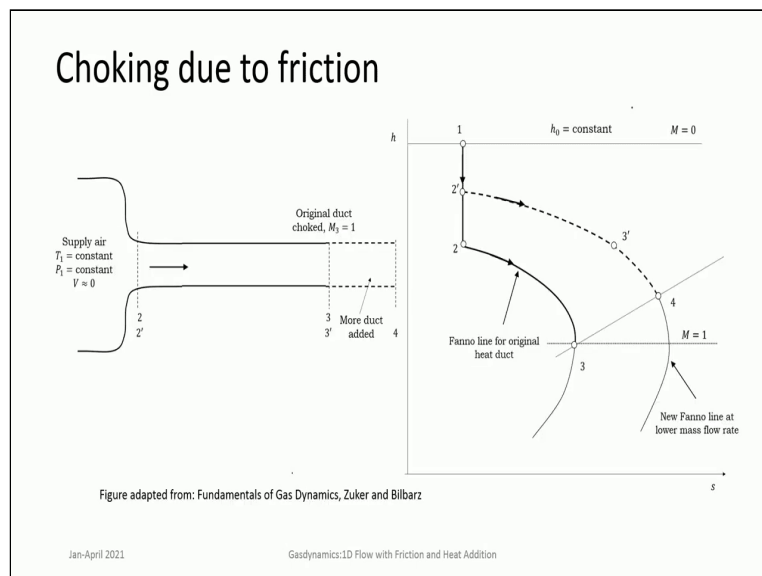 Choking due to friction
Supply air
T₁ = constant
P₁ = constant
V ≈ 0
Original duct
choked, M₃ = 1
2
2′
3
3′
More duct
added
4
h
1
h₀ = constant
M = 0
2′
2
3′
4
Fanno line for original
heat duct
M = 1
3
New Fanno line at
lower mass flow rate
s
Figure adapted from: Fundamentals of Gas Dynamics, Zuker and Bilbarz
Jan-April 2021
Gasdynamics:1D Flow with Friction and Heat Addition